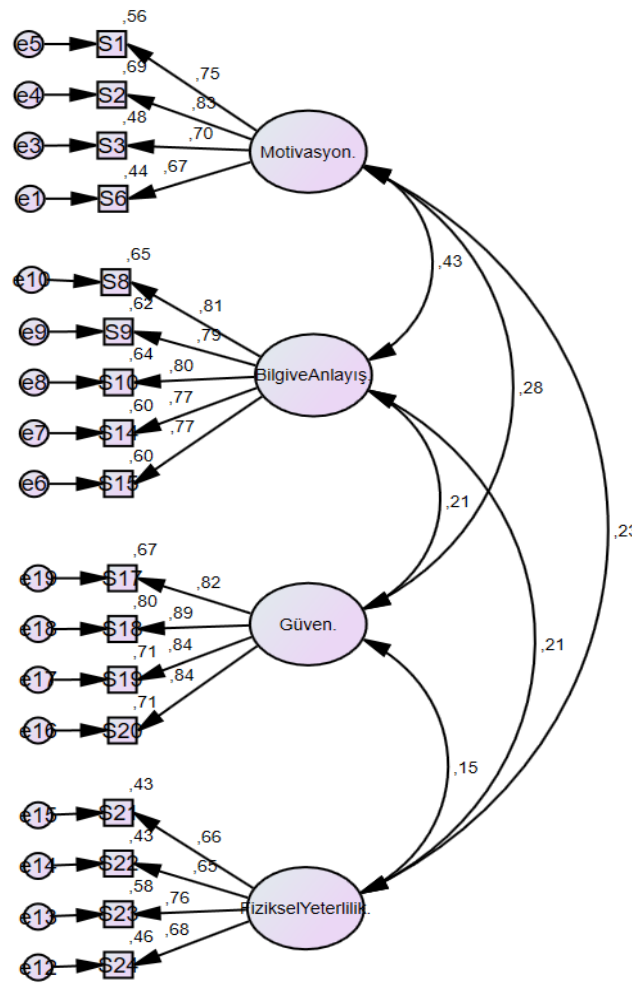 ,56
e5 S1
,75
,69
e4 S2
,83
,48
e3 S3
,70
Motivasyon.
,44 ,67
e1 S6
,43
,65
e10 S8
,81
,62
e9 S9
,79
,64
e8 S10
,80
BilgiveAnlayış.
,28
,60 ,77
e7 S14
,77
,60
e6 S15
,21
,23
,67
e19 S17
,82
,80
e18 S18
,89
Güven.
,71 ,84
e17 S19
,21
,84
,71
e16 S20
,15
,43
e15 S21
,66
,43
e14 S22
,65
,58
e13 S23
,76
FizikselYeterlilik.
,46 ,68
e12 S24